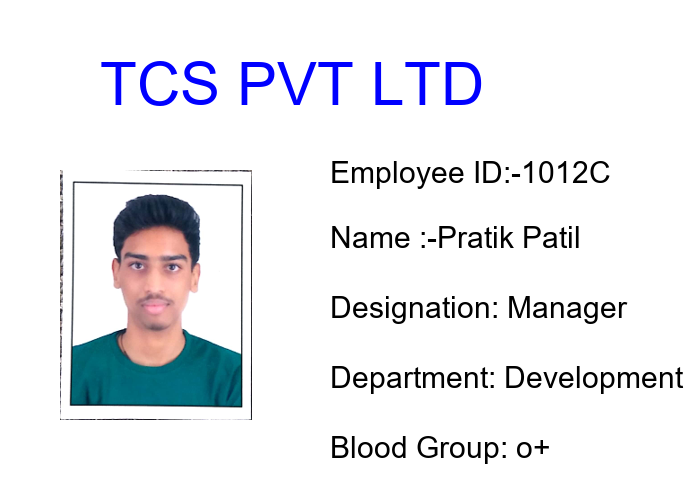 TCS PVT LTD
Employee ID:-1012C
Name :-Pratik Patil
Designation: Manager
Department: Development
Blood Group: o+